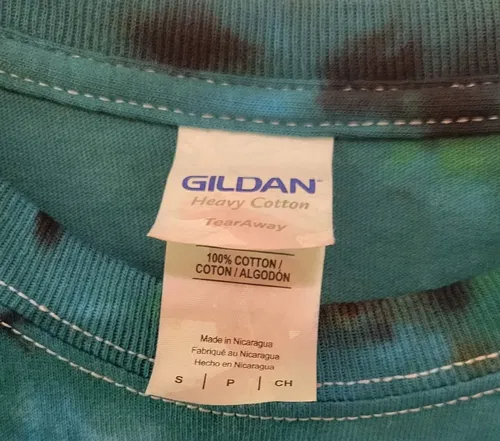 GILDAN
Heavy Cotton
TearAway
100% COTTON /
COTON / ALGODÓN
Made in Nicaragua
Fabriqué au Nicaragua
Hecho en Nicaragua
S | P | CH